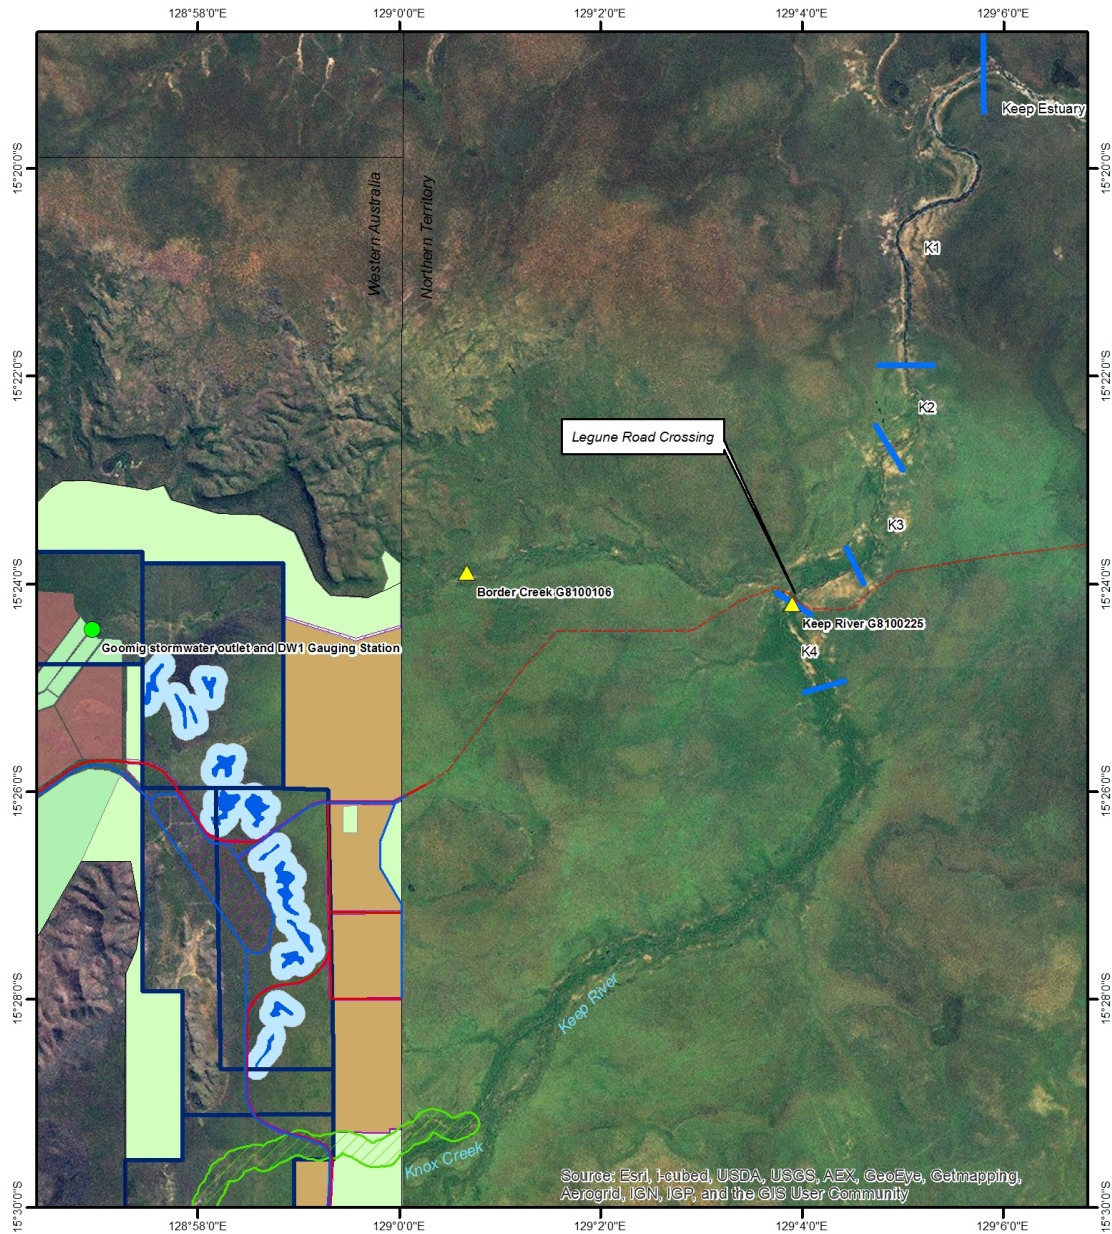 128°58'0"E
129°0'0"E
129°2'0"E
129°4'0"E
129°6'0"E
Keep Estuary
15°20'0"S
15°20'0"S
Western Australia
Northern Territory
K1
15°22'0"S
15°22'0"S
K2
Legune Road Crossing
K3
15°24'0"S
15°24'0"S
Border Creek G8100106
Keep River G8100225
Goomig stormwater outlet and DW1 Gauging Station
K4
15°26'0"S
15°26'0"S
15°28'0"S
15°28'0"S
Keep River
Knox Creek
Source: Esri, i-cubed, USDA, USGS, AEX, GeoEye, Getmapping,
Aerogrid, IGN, IGP, and the GIS User Community
15°30'0"S
15°30'0"S
128°58'0"E
129°0'0"E
129°2'0"E
129°4'0"E
129°6'0"E